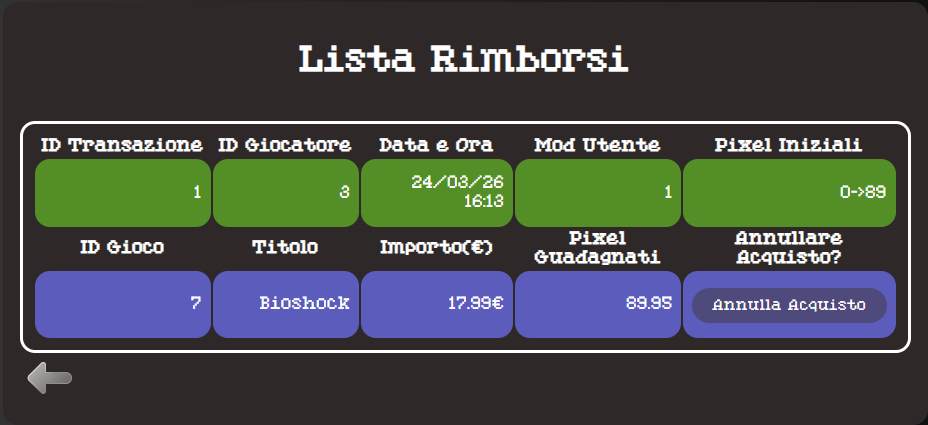 Lista Rimborsi
ID Transazione ID Giocatore Data e Ora Mod Utente Pixel Iniziali
1 3 24/03/26 16:13 1 0->89
ID Gioco Titolo Importo(€) Pixel Guadagnati Annullare Acquisto?
7 Bioshock 17.99€ 89.95 Annulla Acquisto